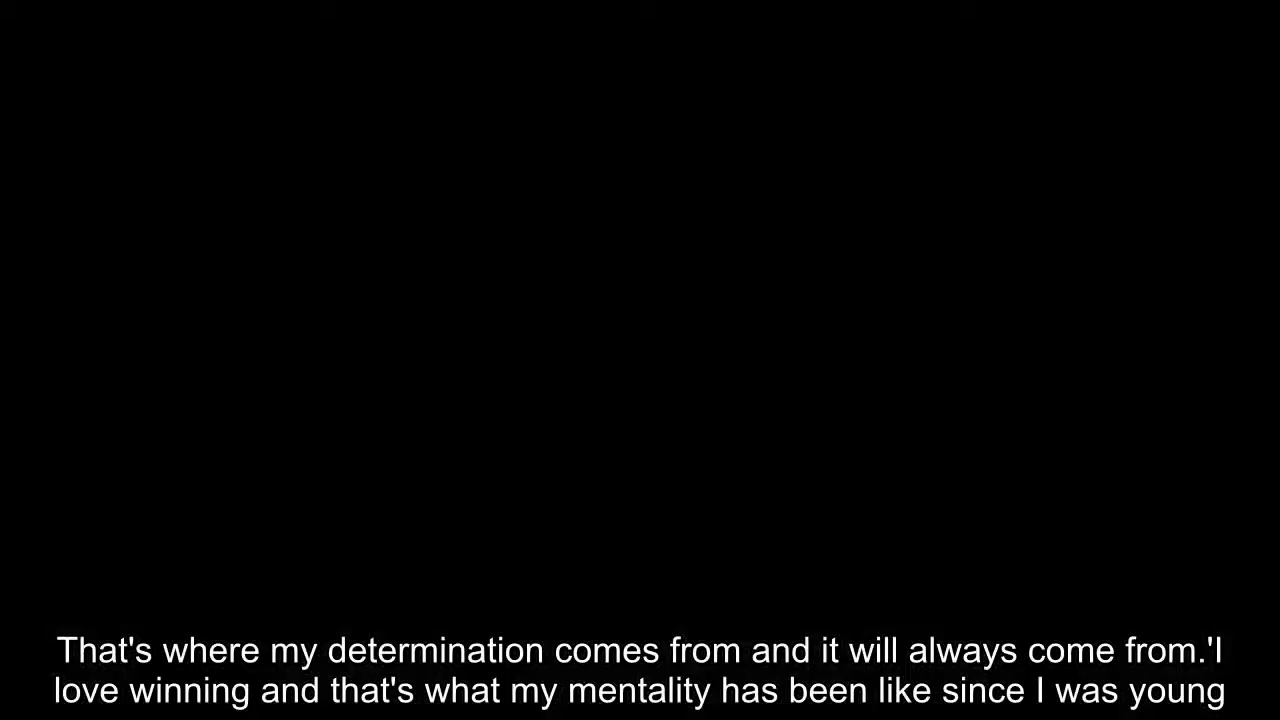 That's where my determination comes from and it will always come from.'I
love winning and that's what my mentality has been like since I was young